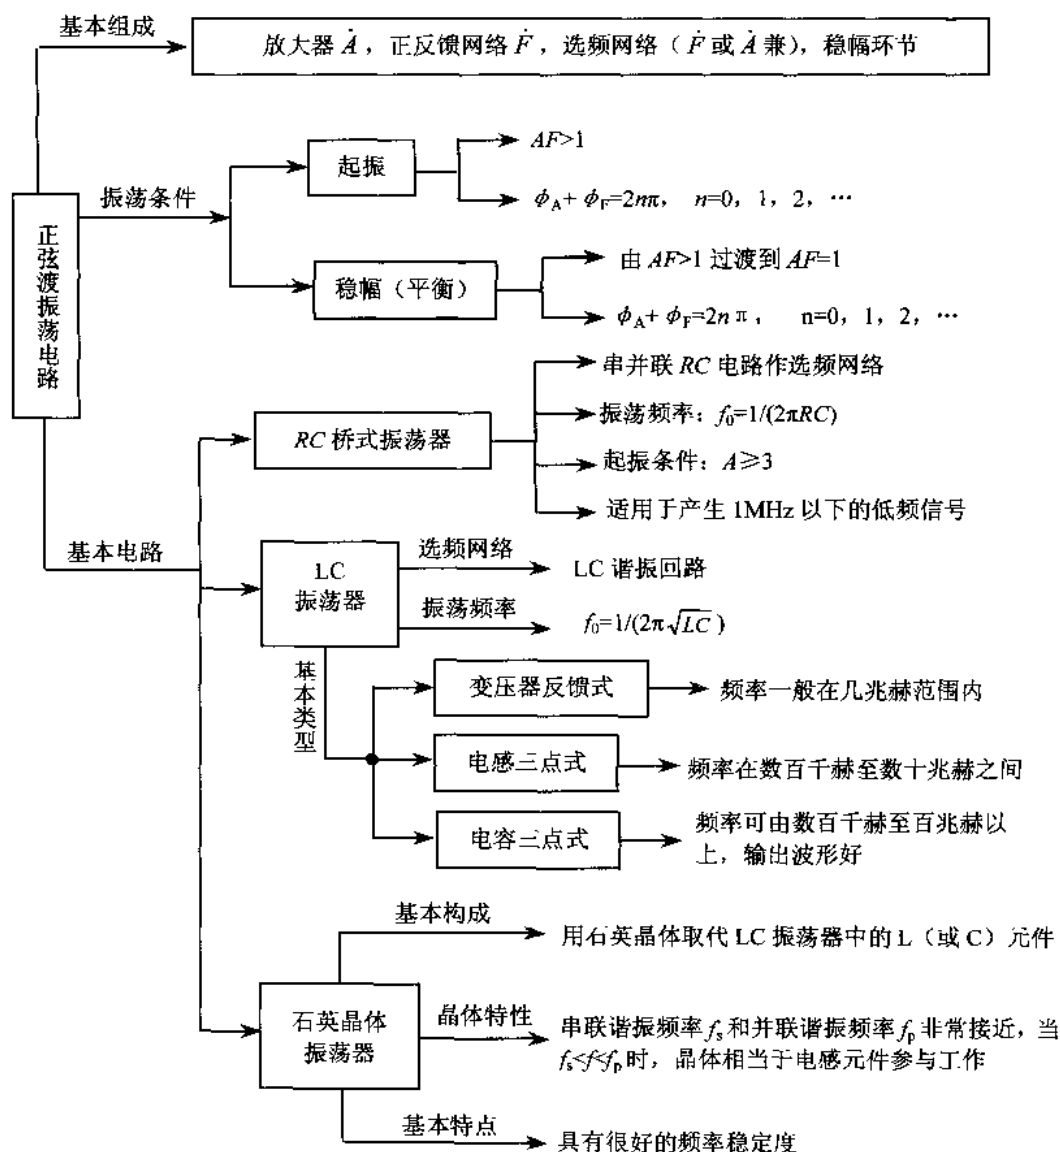 基本组成
放大器 Ȧ，正反馈网络 Ḟ，选频网络（Ḟ 或 Ȧ 兼），稳幅环节
正弦渡振荡电路
振荡条件
起振
AF>1
ϕA+ ϕF=2nπ， n=0，1，2，…
稳幅（平衡）
由 AF>1 过渡到 AF=1
ϕA+ ϕF=2nπ， n=0，1，2，…
基本电路
RC 桥式振荡器
串并联 RC 电路作选频网络
振荡频率：f0=1/(2πRC)
起振条件：A≥3
适用于产生 1MHz 以下的低频信号
LC
振荡器
选频网络
LC 谐振回路
振荡频率
f0=1/(2π√LC)
基本类型
变压器反馈式
频率一般在几兆赫范围内
电感三点式
频率在数百千赫至数十兆赫之间
电容三点式
频率可由数百千赫至百兆赫以
上，输出波形好
石英晶体
振荡器
基本构成
用石英晶体取代 LC 振荡器中的 L（或 C）元件
晶体特性
串联谐振频率 fs 和并联谐振频率 fp 非常接近，当
fs<f<fp 时，晶体相当于电感元件参与工作
基本特点
具有很好的频率稳定度